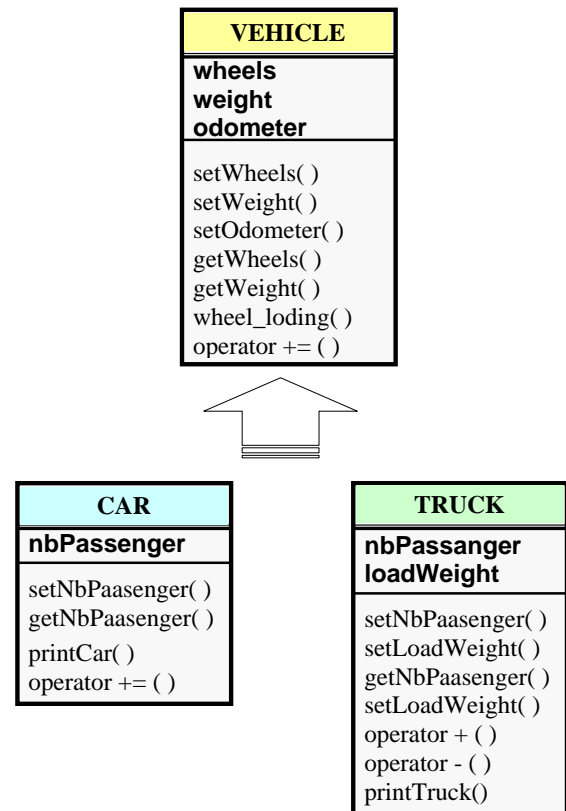 VEHICLE
wheels
weight
odometer
setWheels( )
setWeight( )
setOdometer( )
getWheels( )
getWeight( )
wheel_loding( )
operator += ( )
CAR
nbPassenger
setNbPaasenger( )
getNbPaasenger( )
printCar( )
operator += ( )
TRUCK
nbPassanger
loadWeight
setNbPaasenger( )
setLoadWeight( )
getNbPaasenger( )
setLoadWeight( )
operator + ( )
operator - ( )
printTruck()